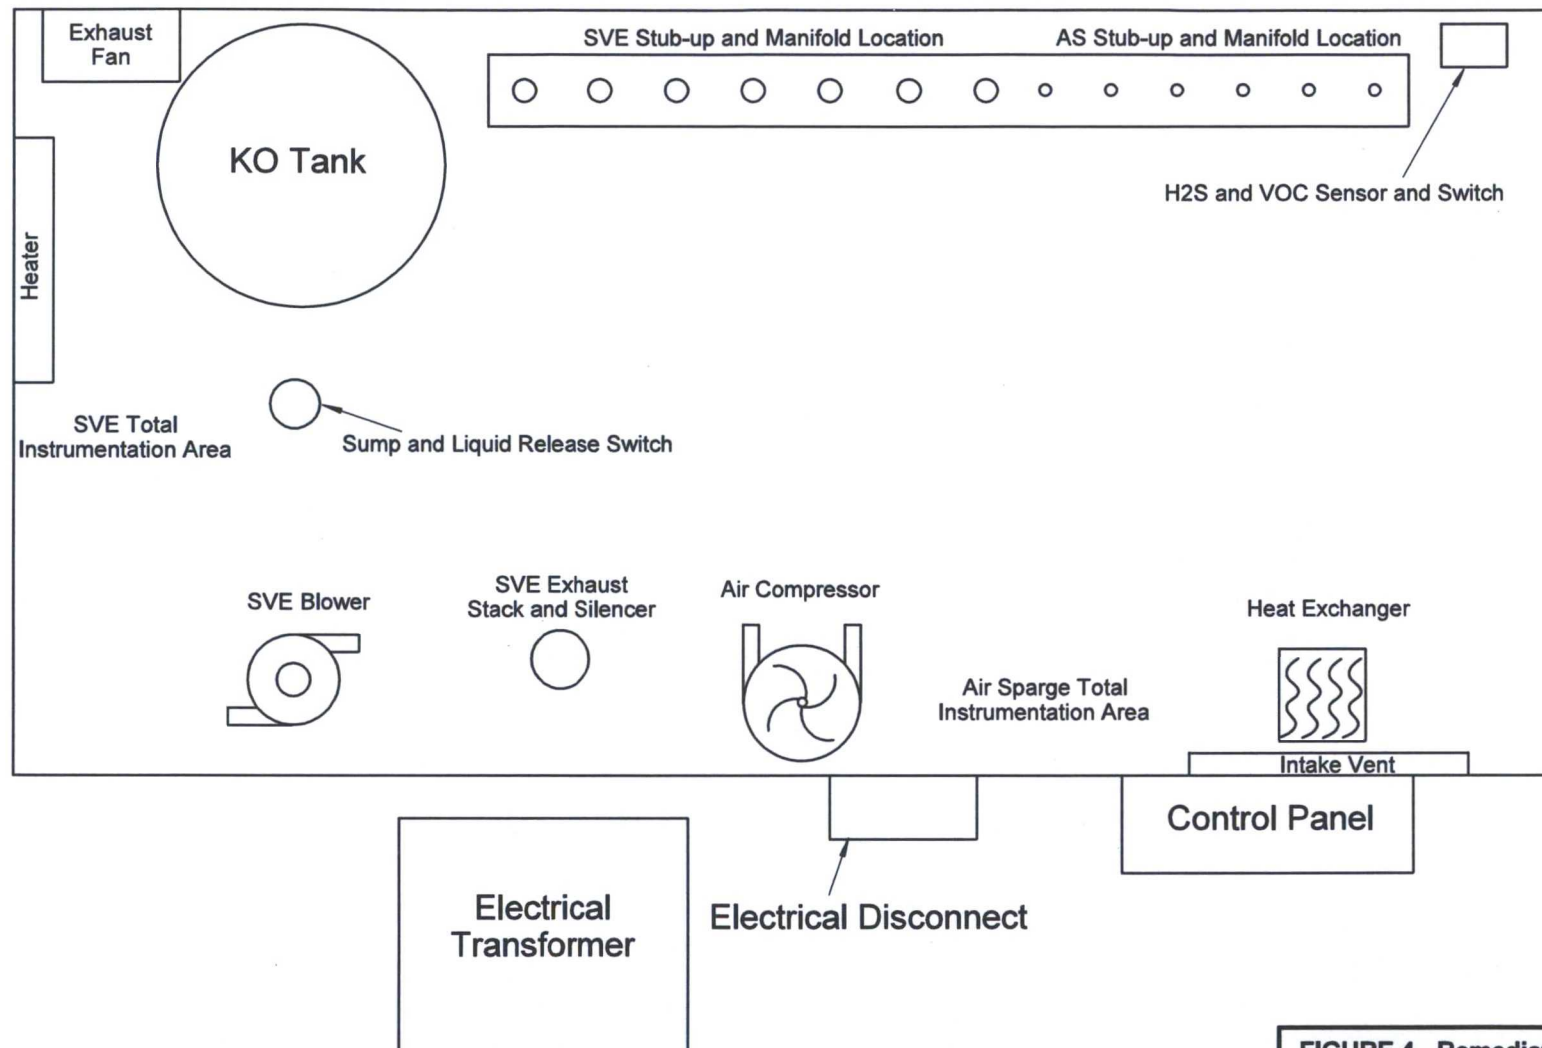 Exhaust
Fan
SVE Stub-up and Manifold Location
AS Stub-up and Manifold Location
KO Tank
H2S and VOC Sensor and Switch
Heater
SVE Total
Instrumentation Area
Sump and Liquid Release Switch
SVE Blower
SVE Exhaust
Stack and Silencer
Air Compressor
Heat Exchanger
Air Sparge Total
Instrumentation Area
Intake Vent
Control Panel
Electrical
Transformer
Electrical Disconnect
FIGURE 4